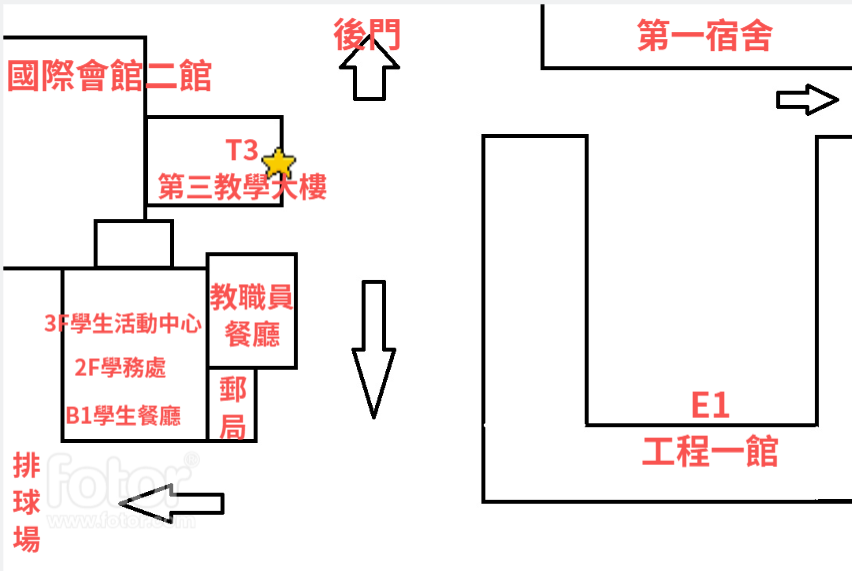 後門
第一宿舍
國際會館二館
T3
第三教學大樓
教職員
餐廳
3F學生活動中心
2F學務處
B1學生餐廳
郵
局
E1
工程一館
排
球
場
fotor®
www.fotor.com